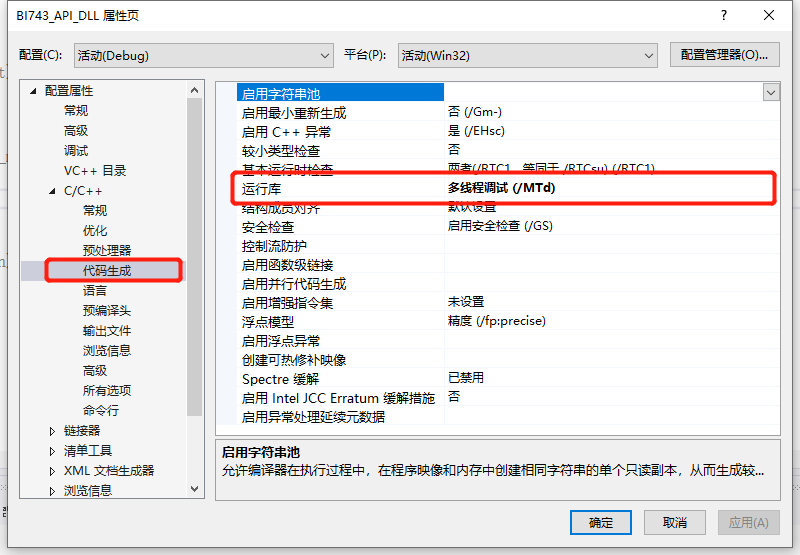 BI743_API_DLL 属性页
配置(C):
活动(Debug)
平台(P):
活动(Win32)
配置管理器(O)...
配置属性
常规
高级
调试
VC++ 目录
C/C++
常规
优化
预处理器
代码生成
语言
预编译头
输出文件
浏览信息
高级
所有选项
命令行
链接器
清单工具
XML 文档生成器
浏览信息
启用字符串池
启用最小重新生成 否 (/Gm-)
启用 C++ 异常 是 (/EHsc)
较小类型检查 否
基本运行时检查 两者(/RTC1，等同于 /RTCsu) (/RTC1)
运行库 多线程调试 (/MTd)
结构成员对齐 默认设置
安全检查 启用安全检查 (/GS)
控制流防护
启用函数级链接
启用并行代码生成
启用增强指令集 未设置
浮点模型 精度 (/fp:precise)
启用浮点异常
创建可热修补映像
Spectre 缓解 已禁用
启用 Intel JCC Erratum 缓解措施 否
启用异常处理延续元数据
启用字符串池
允许编译器在执行过程中，在程序映像和内存中创建相同字符串的单个只读副本，从而生成较...
确定
取消
应用(A)